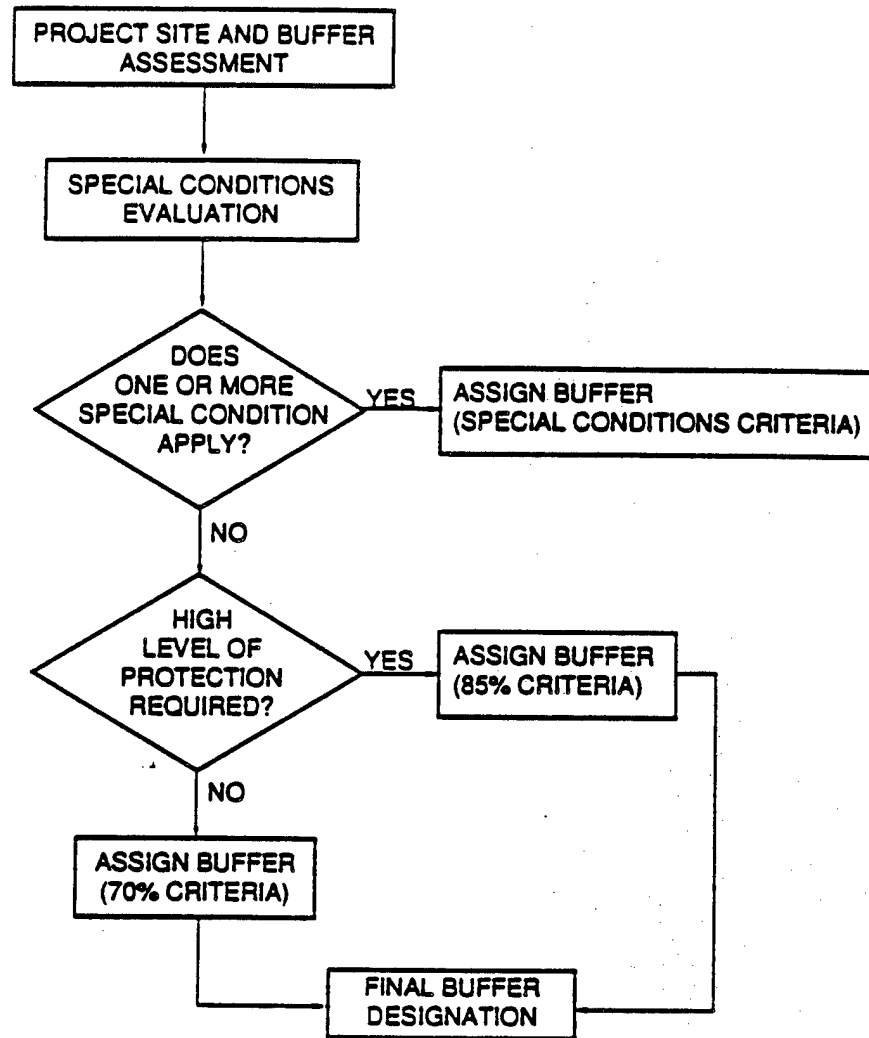 PROJECT SITE AND BUFFER
ASSESSMENT
SPECIAL CONDITIONS
EVALUATION
DOES
ONE OR MORE
SPECIAL CONDITION
APPLY?
YES
ASSIGN BUFFER
(SPECIAL CONDITIONS CRITERIA)
NO
HIGH
LEVEL OF
PROTECTION
REQUIRED?
YES
ASSIGN BUFFER
(85% CRITERIA)
NO
ASSIGN BUFFER
(70% CRITERIA)
FINAL BUFFER
DESIGNATION